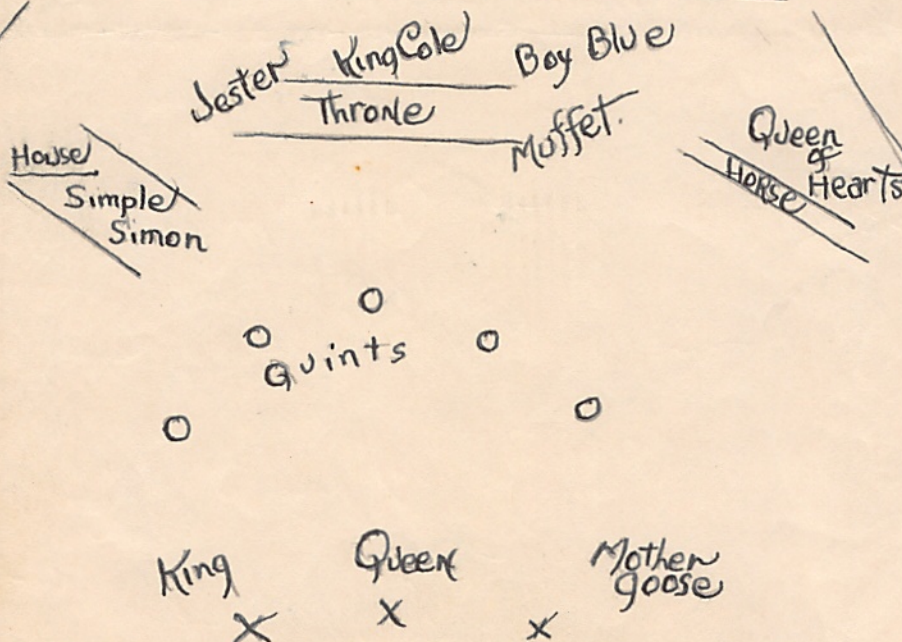 Jester
King Cole
Boy Blue
Throne
Muffet.
House
Simple
Simon
Queen
of
Hearts
Horse
Quints
King
Queen
Mother
goose
X
X
X